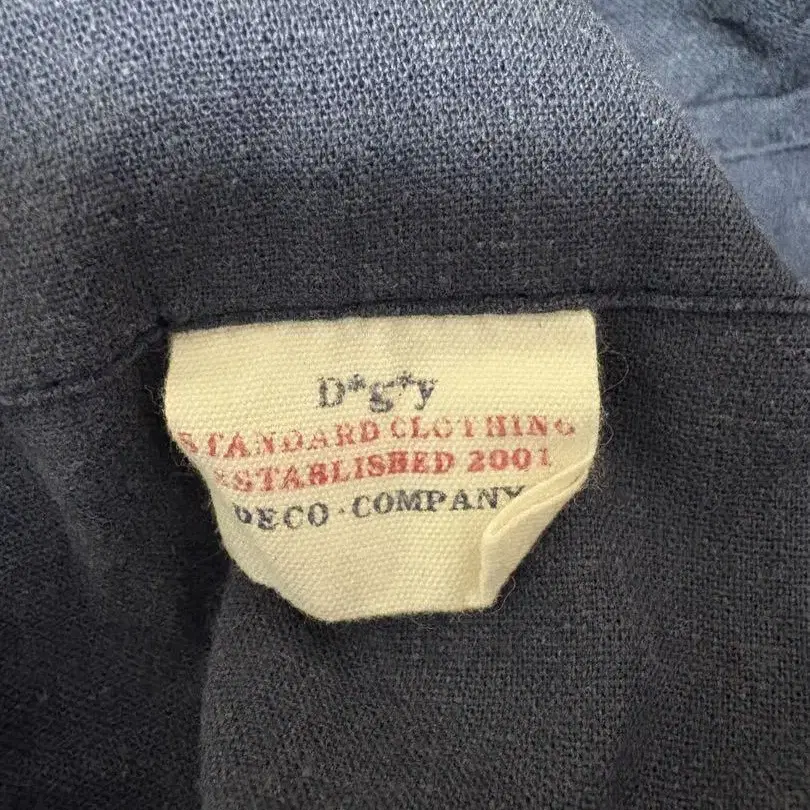 D*g*y
STANDARD CLOTHING
ESTABLISHED 2001
DECO·COMPANY